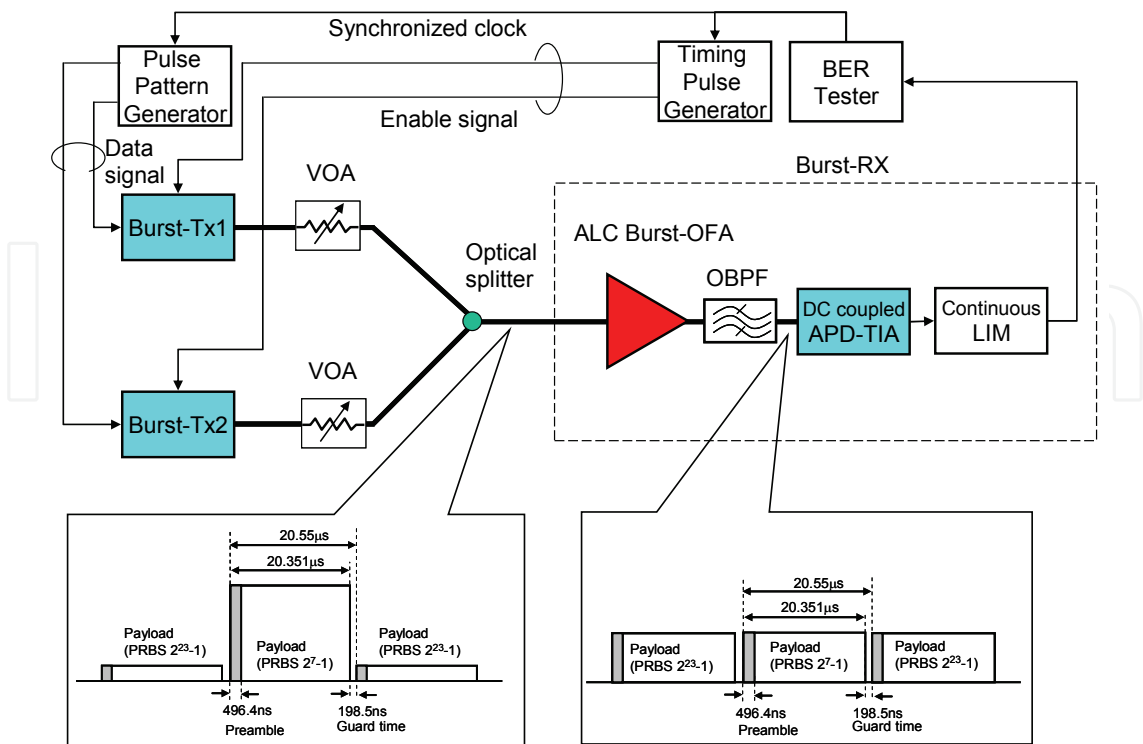 Synchronized clock
Pulse
Pattern
Generator
Timing
Pulse
Generator
BER
Tester
Enable signal
Data
signal
Burst-RX
VOA
Burst-Tx1
ALC Burst-OFA
Optical
splitter
OBPF
DC coupled
APD-TIA
Continuous
LIM
VOA
Burst-Tx2
20.55µs
20.351µs
Payload
(PRBS 2²³-1)
Payload
(PRBS 2⁷-1)
Payload
(PRBS 2²³-1)
496.4ns
Preamble
198.5ns
Guard time
20.55µs
20.351µs
Payload
(PRBS 2²³-1)
Payload
(PRBS 2⁷-1)
Payload
(PRBS 2²³-1)
496.4ns
Preamble
198.5ns
Guard time